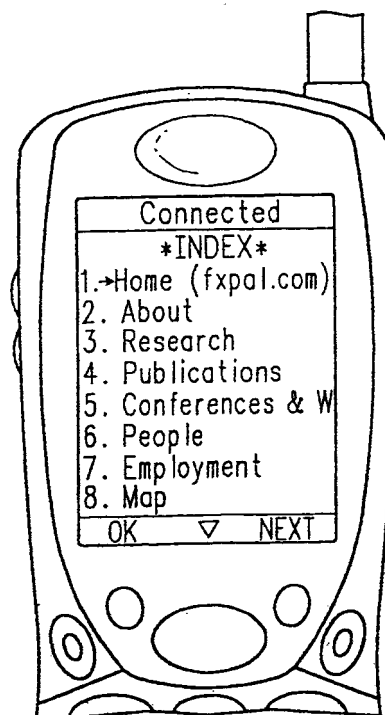 Connected
*INDEX*
1.→Home (fxpal.com)
2. About
3. Research
4. Publications
5. Conferences & W
6. People
7. Employment
8. Map
OK ▽ NEXT